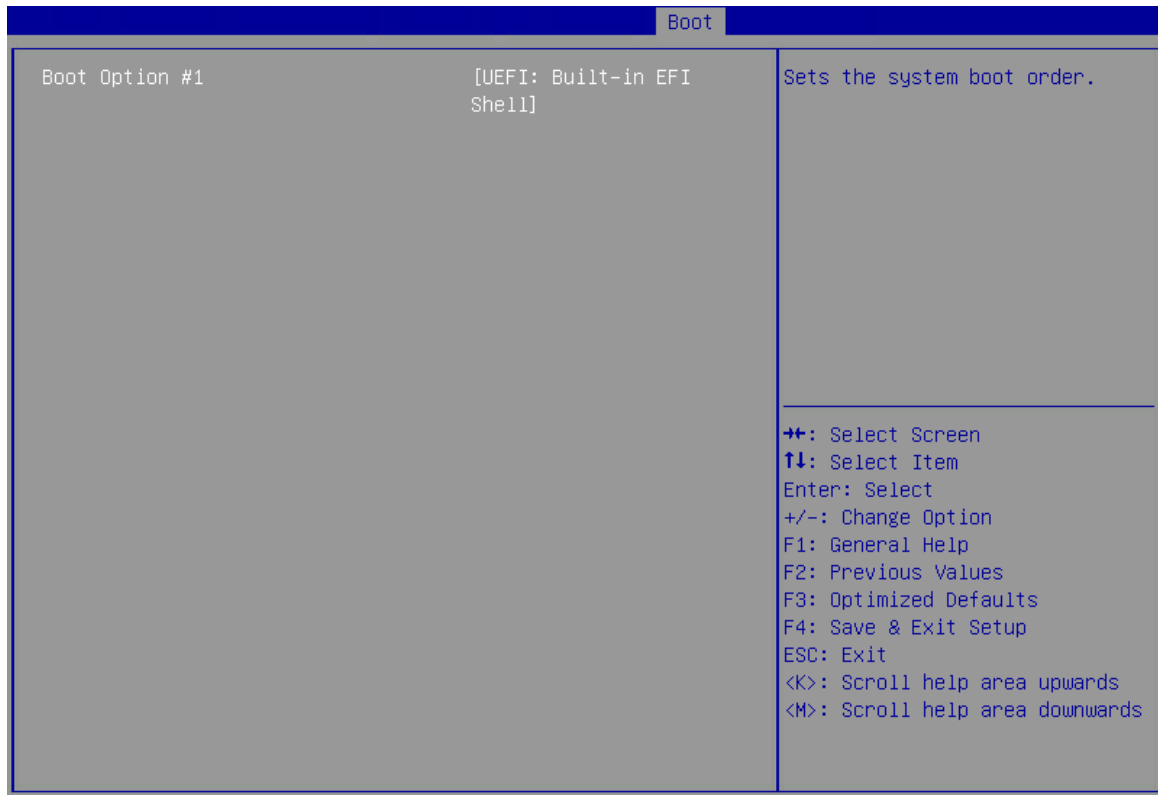 Boot
Boot Option #1 [UEFI: Built-in EFI
Shell]
Sets the system boot order.
→←: Select Screen
↑↓: Select Item
Enter: Select
+/-: Change Option
F1: General Help
F2: Previous Values
F3: Optimized Defaults
F4: Save & Exit Setup
ESC: Exit
<K>: Scroll help area upwards
<M>: Scroll help area downwards